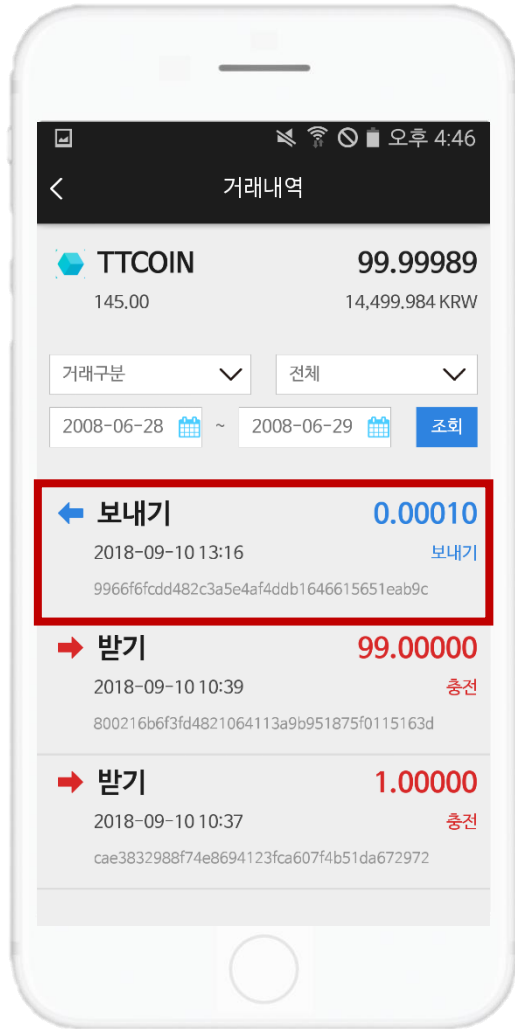 오후 4:46
거래내역
TTCOIN 99.99989
145.00 14,499.984 KRW
거래구분 전체
2008-06-28 ~ 2008-06-29 조회
보내기 0.00010
2018-09-10 13:16 보내기
9966f6fcdd482c3a5e4af4ddb1646615651eab9c
받기 99.00000
2018-09-10 10:39 충전
800216b6f3fd4821064113a9b951875f0115163d
받기 1.00000
2018-09-10 10:37 충전
cae3832988f74e8694123fca607f4b51da672972